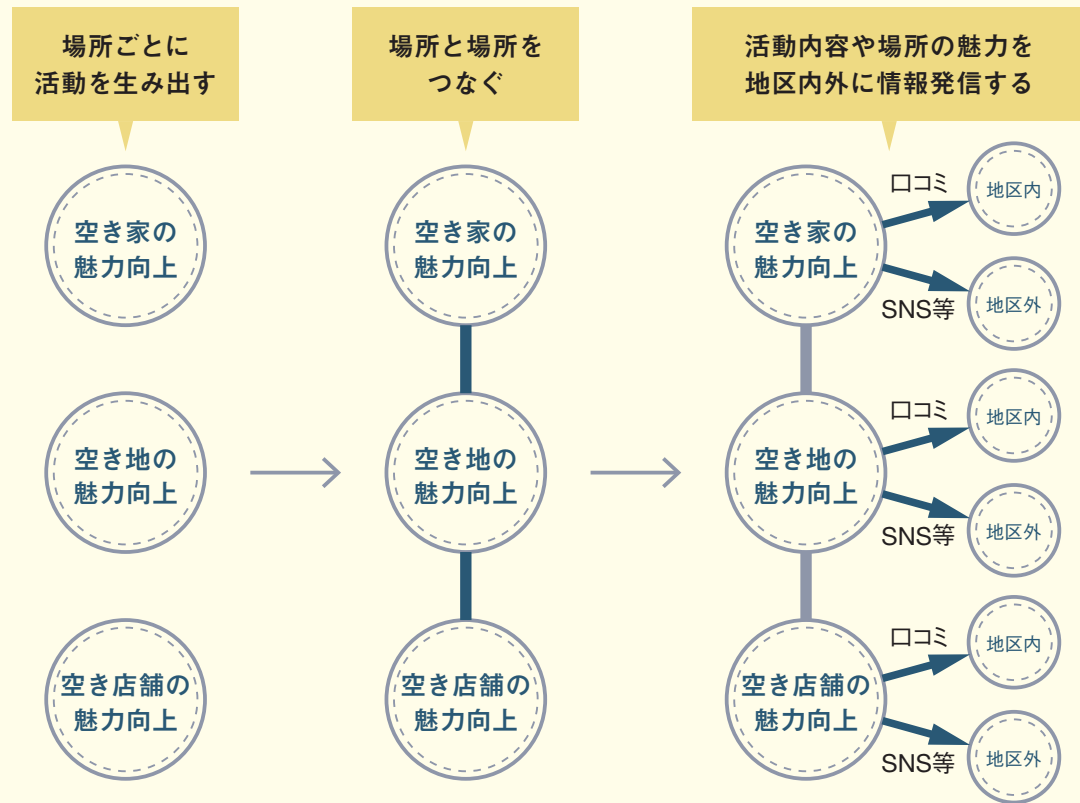 場所ごとに
活動を生み出す
場所と場所を
つなぐ
活動内容や場所の魅力を
地区内外に情報発信する
空き家の
魅力向上
空き地の
魅力向上
空き店舗の
魅力向上
空き家の
魅力向上
空き地の
魅力向上
空き店舗の
魅力向上
空き家の
魅力向上
口コミ
地区内
SNS等
地区外
空き地の
魅力向上
口コミ
地区内
SNS等
地区外
空き店舗の
魅力向上
口コミ
地区内
SNS等
地区外